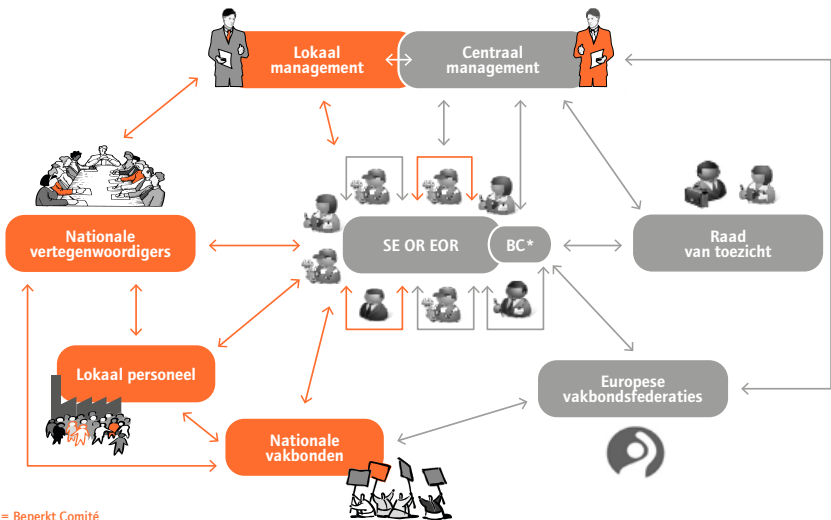 Lokaal
management
Centraal
management
Nationale
vertegenwoordigers
SE OR EOR
BC*
Raad
van toezicht
Lokaal personeel
Europese
vakbondsfederaties
Nationale
vakbonden
= Beperkt Comité